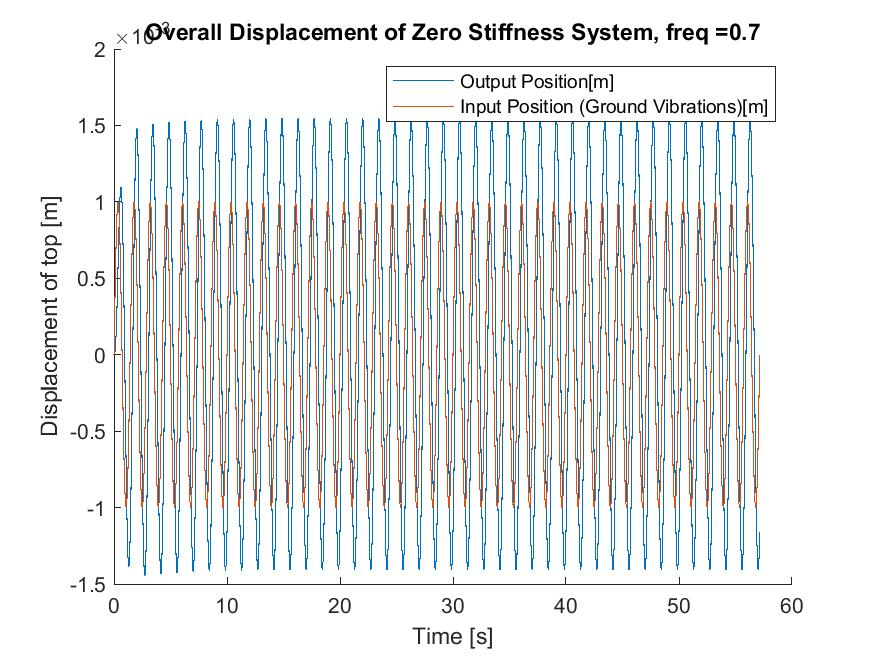 ×10-3
Overall Displacement of Zero Stiffness System, freq =0.7
Output Position[m]
Input Position (Ground Vibrations)[m]
Displacement of top [m]
2
1.5
1
0.5
0
-0.5
-1
-1.5
0 10 20 30 40 50 60
Time [s]